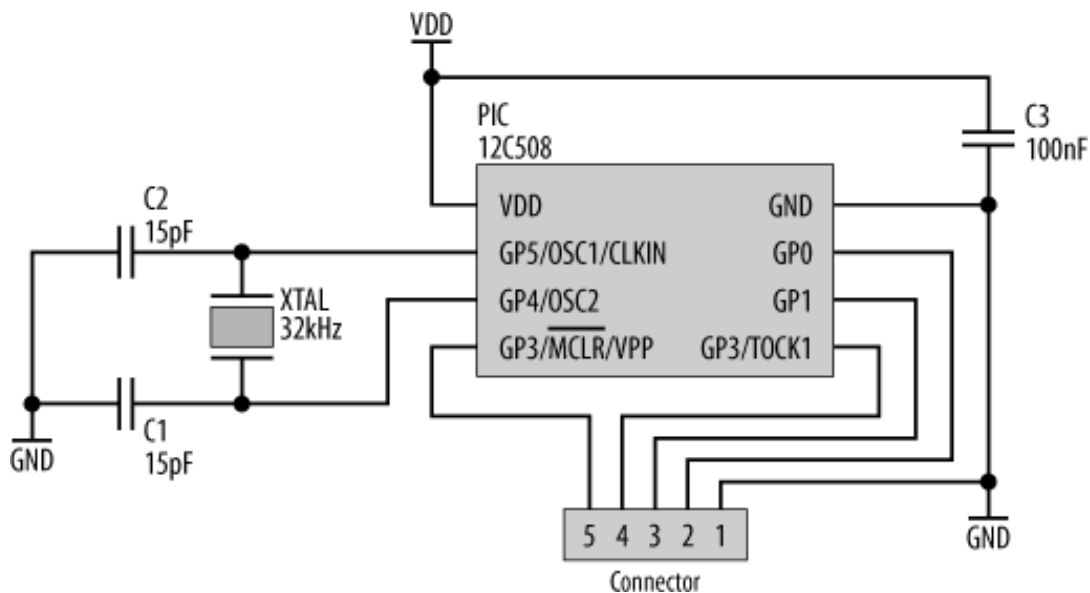 VDD
PIC
12C508
C3
100nF
C2
15pF
VDD
GND
GP5/OSC1/CLKIN
GP0
XTAL
32kHz
GP4/OSC2
GP1
GP3/MCLR/VPP
GP3/TOCK1
C1
15pF
GND
GND
5 4 3 2 1
Connector